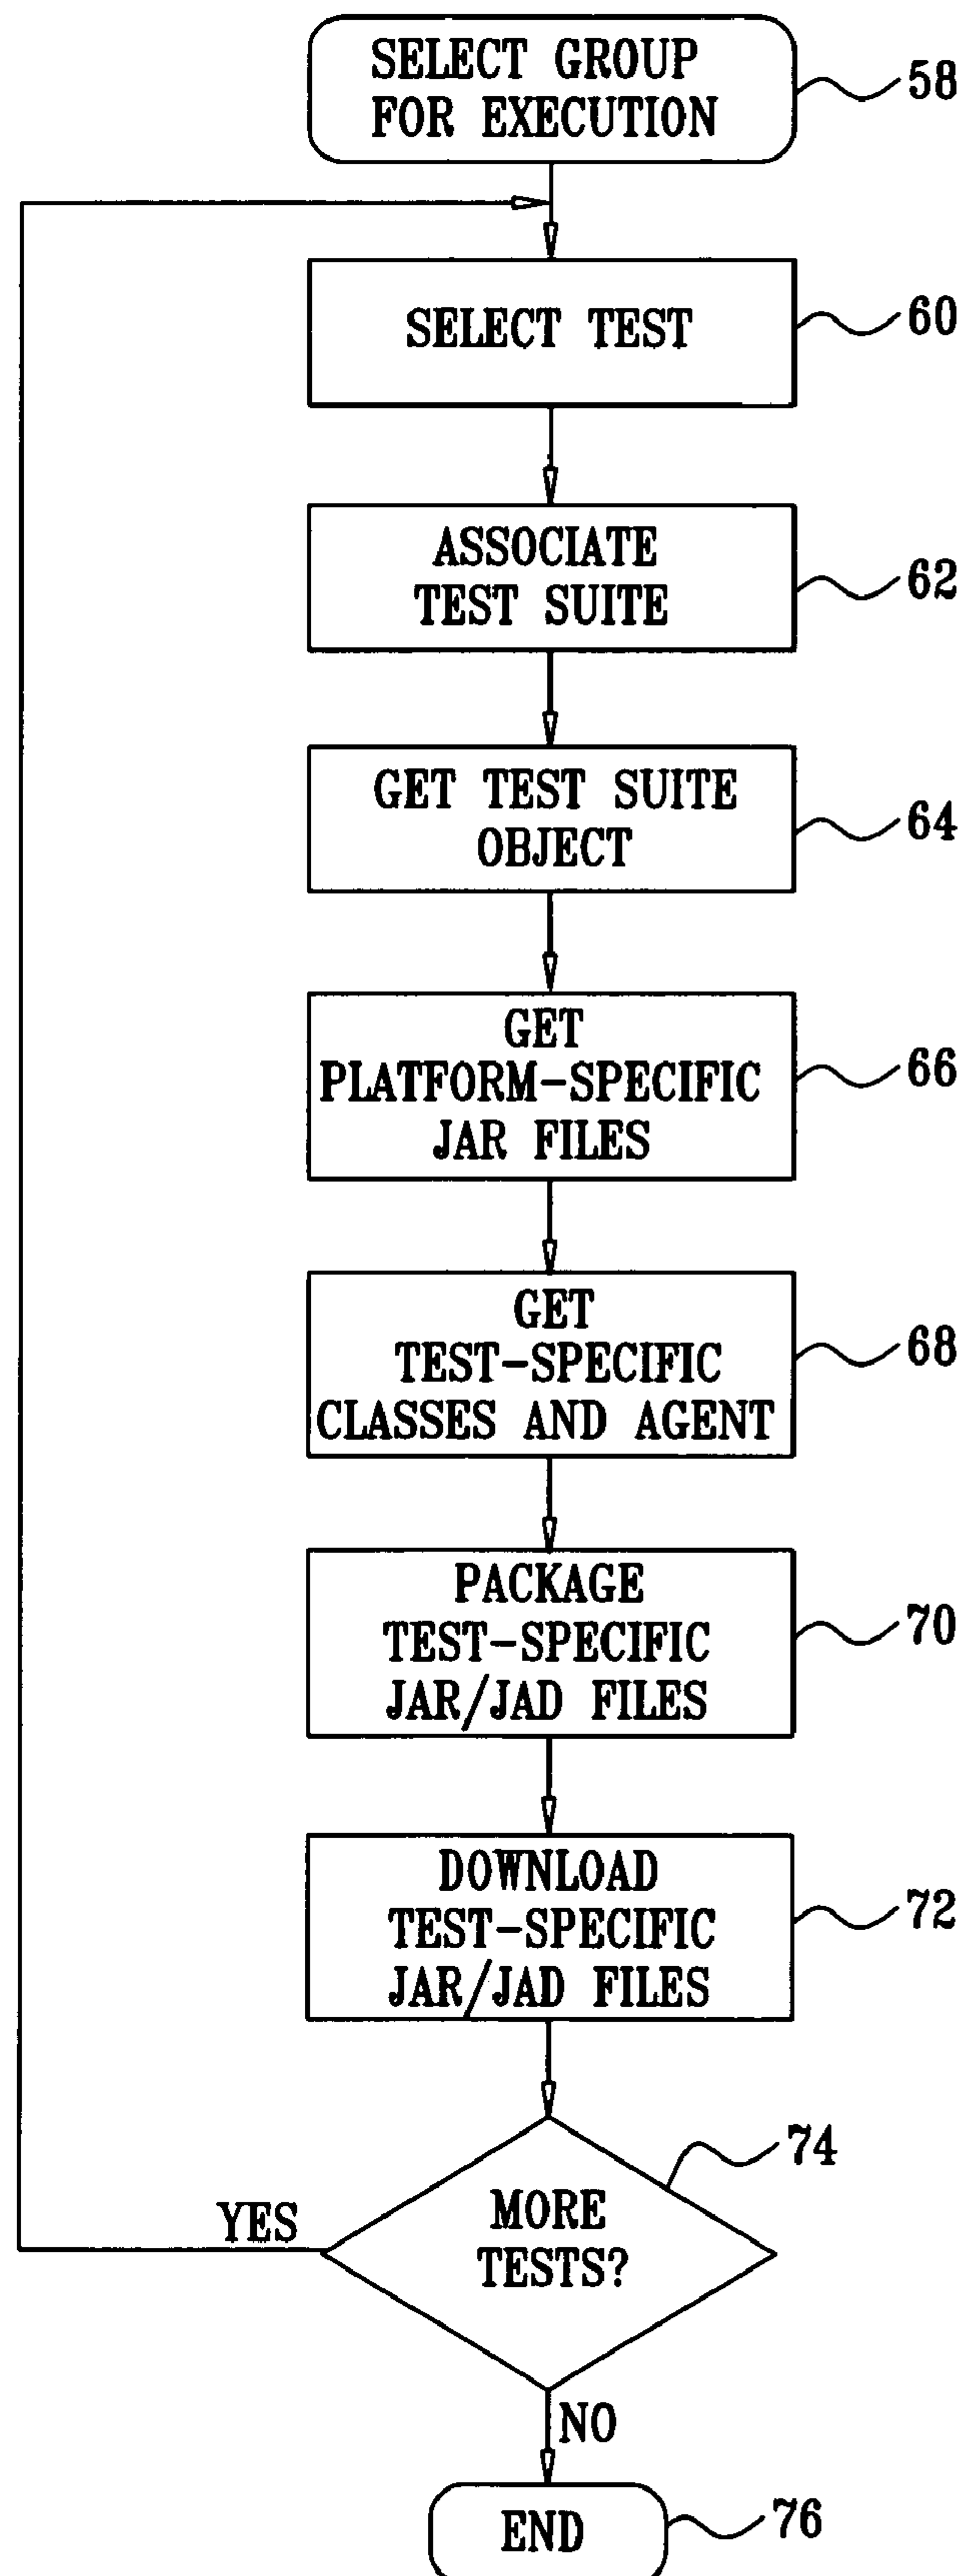 SELECT GROUP
FOR EXECUTION
58
SELECT TEST
60
ASSOCIATE
TEST SUITE
62
GET TEST SUITE
OBJECT
64
GET
PLATFORM-SPECIFIC
JAR FILES
66
GET
TEST-SPECIFIC
CLASSES AND AGENT
68
PACKAGE
TEST-SPECIFIC
JAR/JAD FILES
70
DOWNLOAD
TEST-SPECIFIC
JAR/JAD FILES
72
74
MORE
TESTS?
YES
NO
END
76